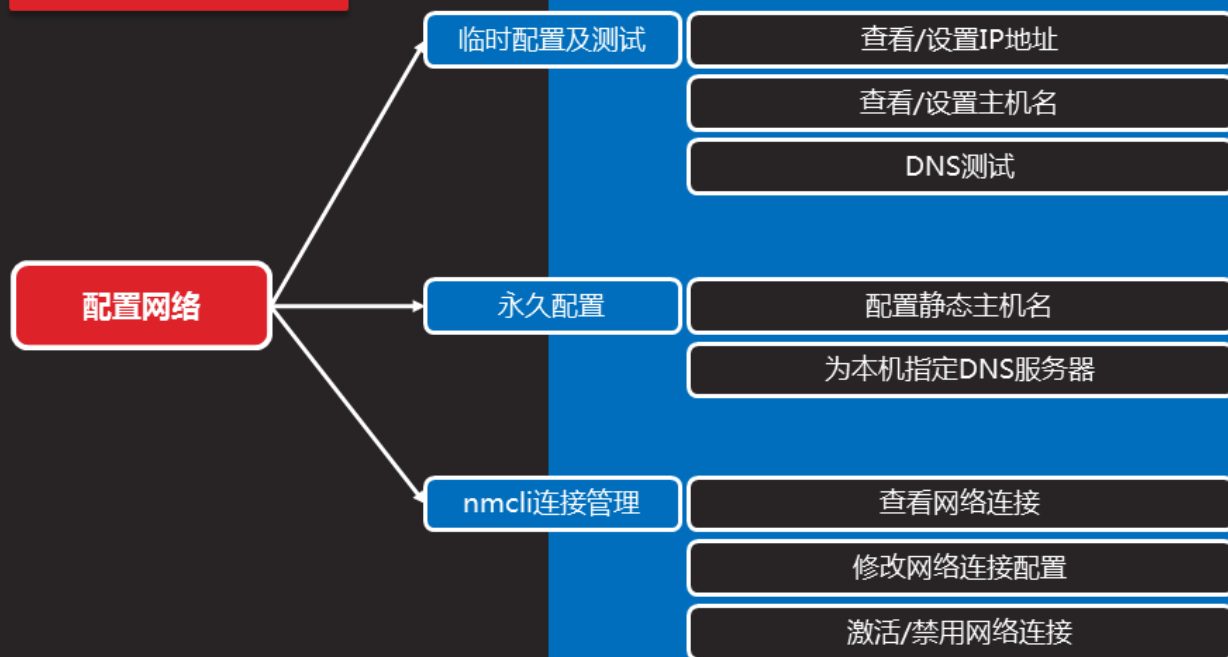 配置网络
临时配置及测试
查看/设置IP地址
查看/设置主机名
DNS测试
永久配置
配置静态主机名
为本机指定DNS服务器
nmcli连接管理
查看网络连接
修改网络连接配置
激活/禁用网络连接